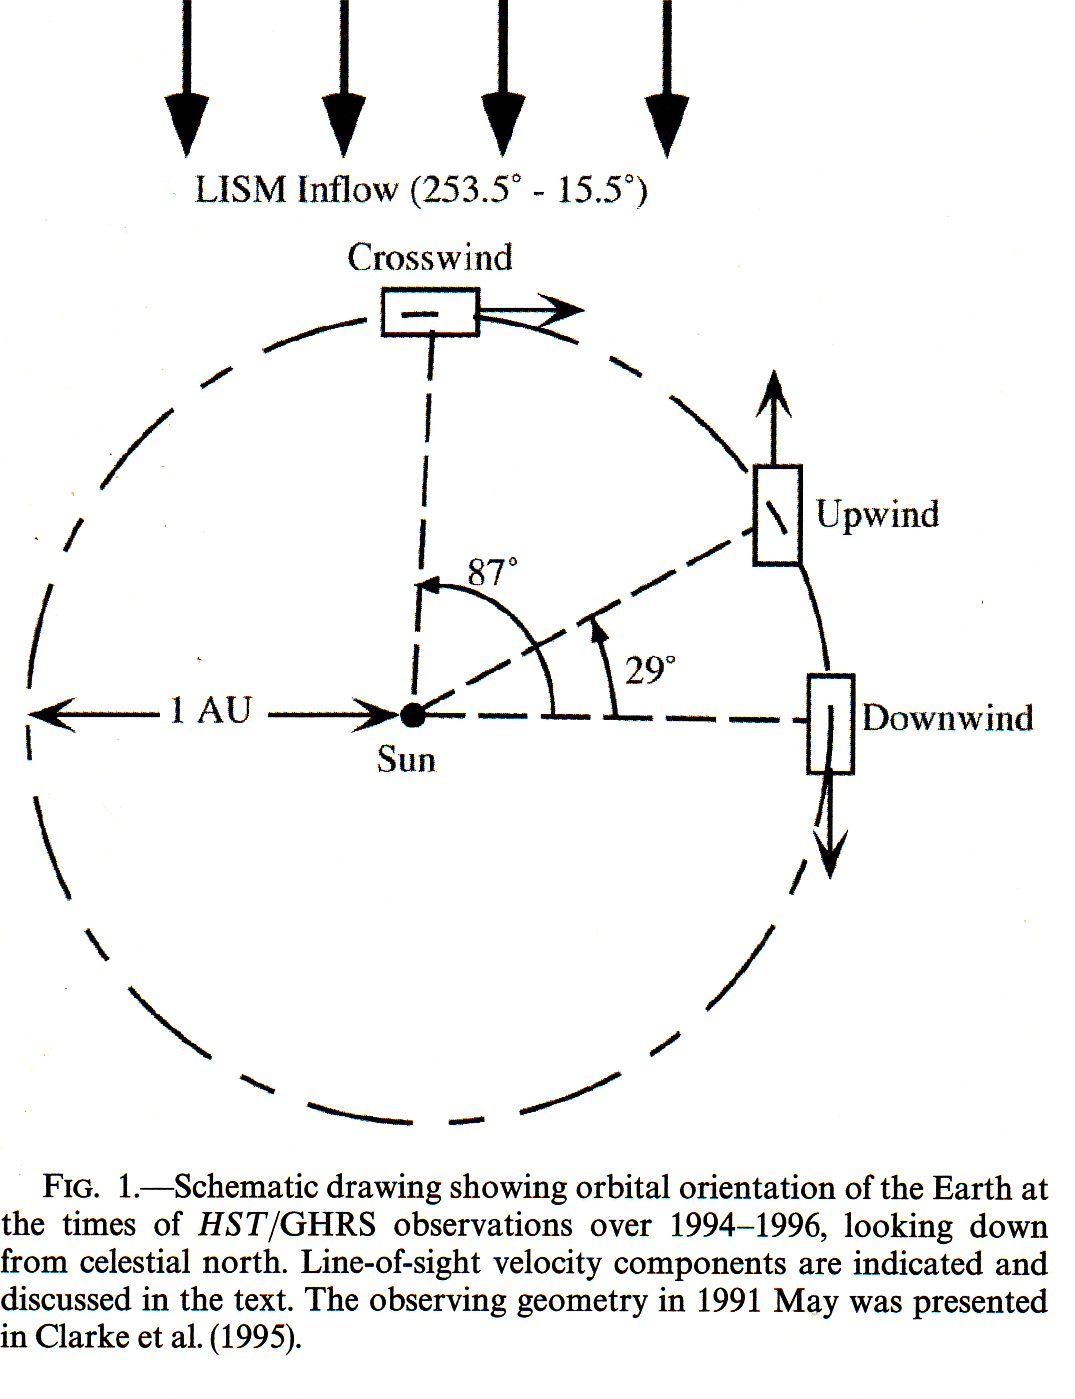 LISM Inflow (253.5° - 15.5°)
Crosswind
Upwind
87°
29°
1 AU
Downwind
Sun
FIG. 1.—Schematic drawing showing orbital orientation of the Earth at
the times of HST/GHRS observations over 1994–1996, looking down
from celestial north. Line-of-sight velocity components are indicated and
discussed in the text. The observing geometry in 1991 May was presented
in Clarke et al. (1995).